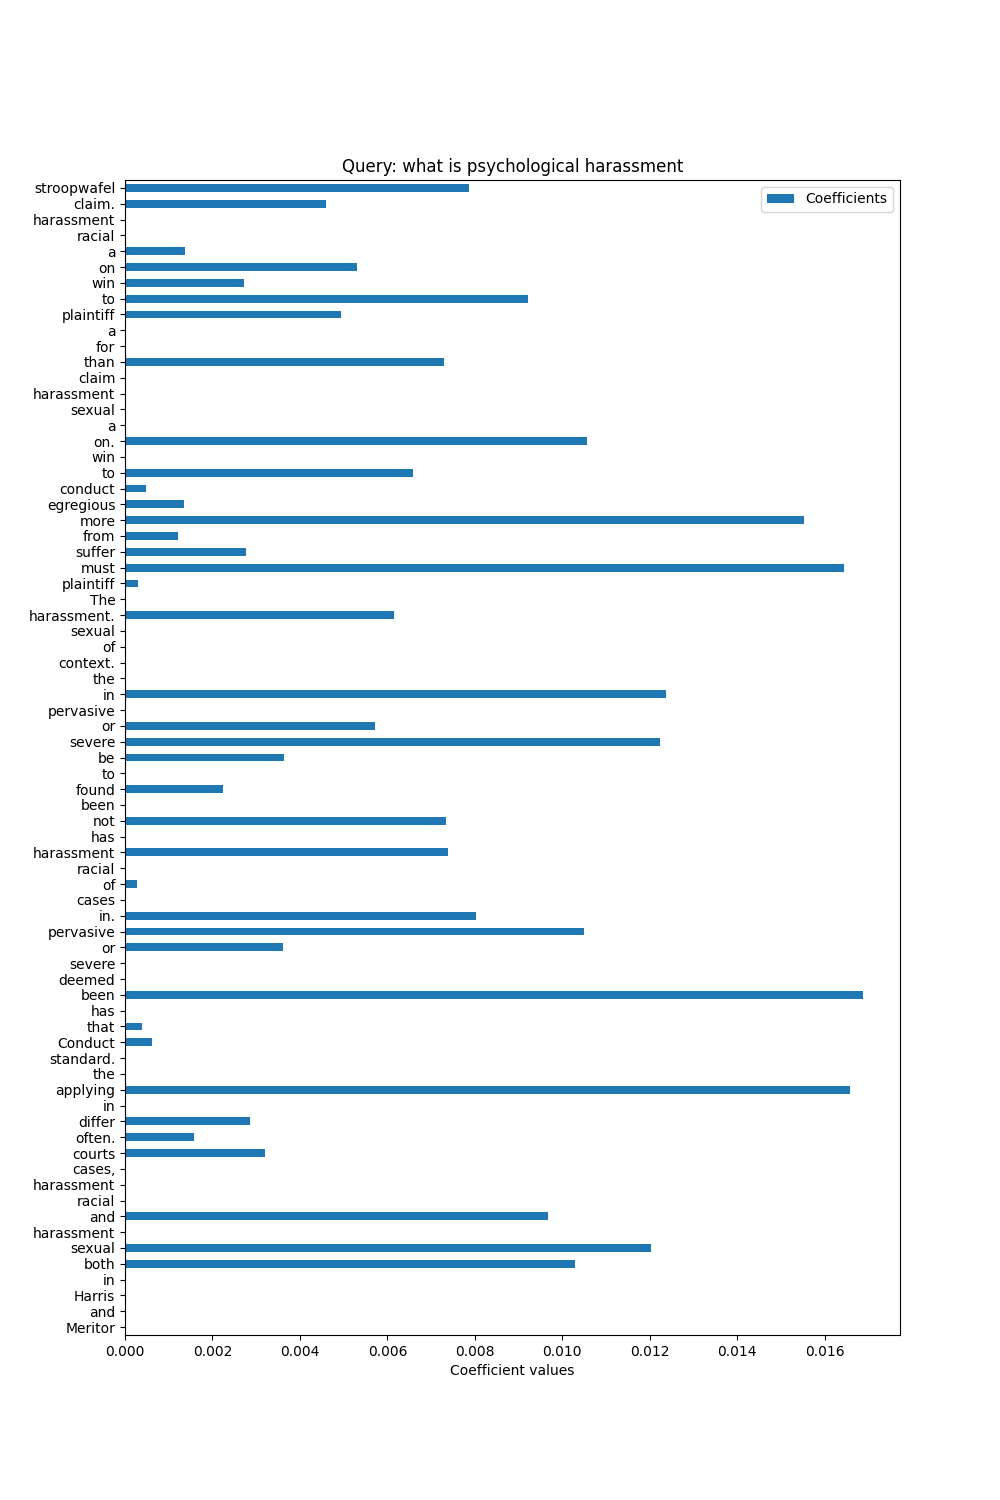 Query: what is psychological harassment
Coefficients
stroopwafel
claim.
harassment
racial
a
on
win
to
plaintiff
a
for
than
claim
harassment
sexual
a
on.
win
to
conduct
egregious
more
from
suffer
must
plaintiff
The
harassment.
sexual
of
context.
the
in
pervasive
or
severe
be
to
found
been
not
has
harassment
racial
of
cases
in.
pervasive
or
severe
deemed
been
has
that
Conduct
standard.
the
applying
in
differ
often.
courts
cases,
harassment
racial
and
harassment
sexual
both
in
Harris
and
Meritor
0.000 0.002 0.004 0.006 0.008 0.010 0.012 0.014 0.016
Coefficient values